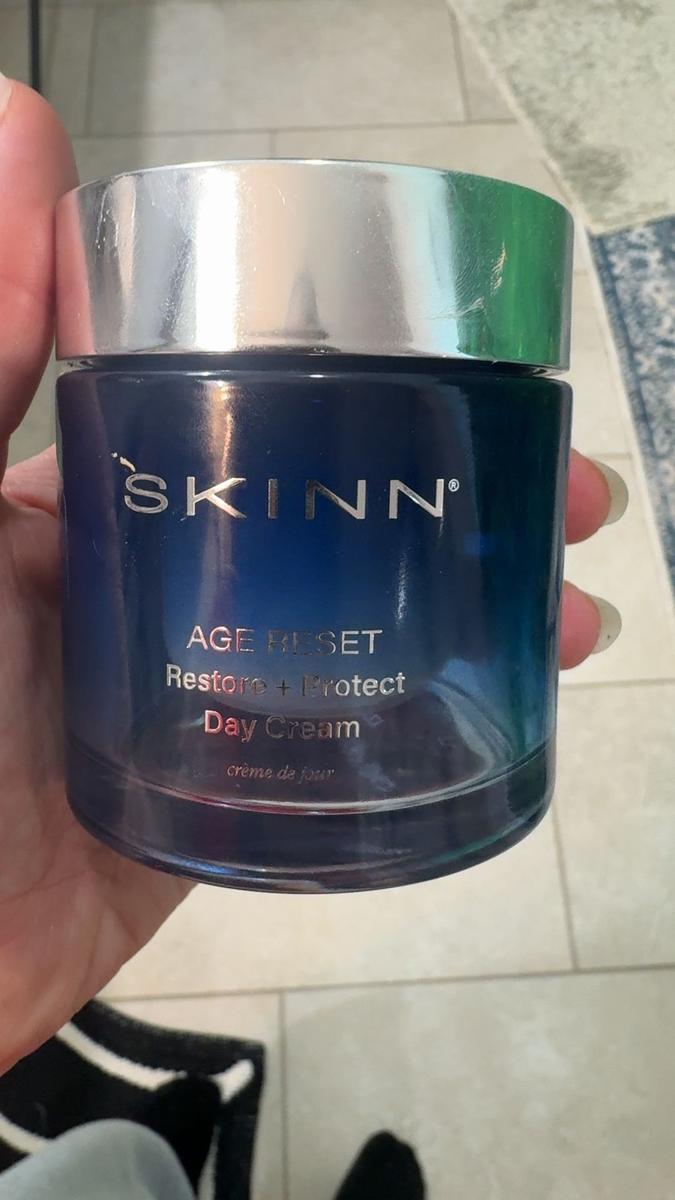 SKINN®
AGE RESET
Restore + Protect
Day Cream
crème de jour